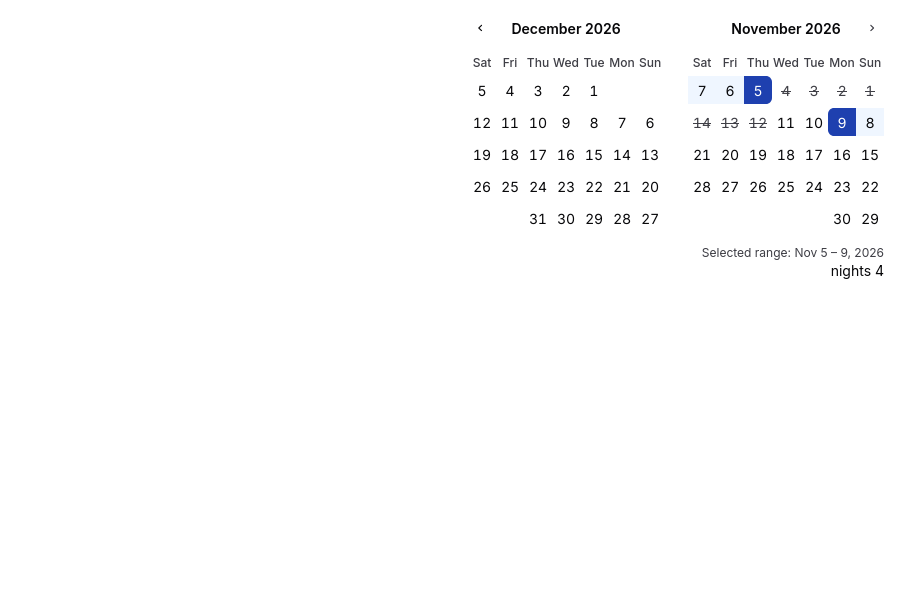 ‹ December 2026
Sat Fri Thu Wed Tue Mon Sun
5 4 3 2 1
12 11 10 9 8 7 6
19 18 17 16 15 14 13
26 25 24 23 22 21 20
31 30 29 28 27
November 2026 ›
Sat Fri Thu Wed Tue Mon Sun
7 6 5 4 3 2 1
14 13 12 11 10 9 8
21 20 19 18 17 16 15
28 27 26 25 24 23 22
30 29
Selected range: Nov 5 – 9, 2026
nights 4